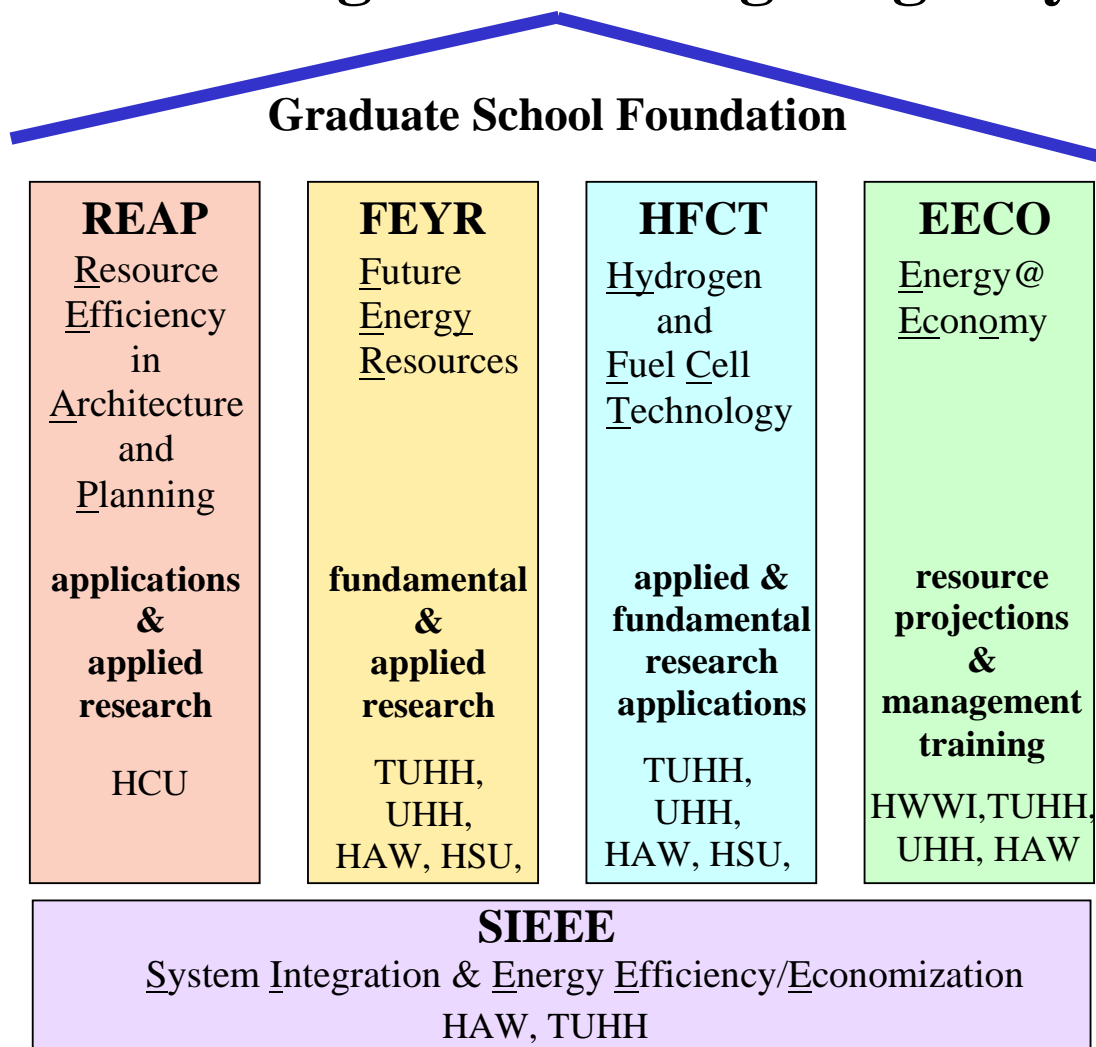 Graduate School Foundation
REAP
Resource
Efficiency
in
Architecture
and
Planning
applications
&
applied
research
HCU
FEYR
Future
Energy
Resources
fundamental
&
applied
research
TUHH,
UHH,
HAW, HSU,
HFCT
Hydrogen
and
Fuel Cell
Technology
applied &
fundamental
research
applications
TUHH,
UHH,
HAW, HSU,
EECO
Energy@
Economy
resource
projections
&
management
training
HWWI,TUHH,
UHH, HAW
SIEEE
System Integration & Energy Efficiency/Economization
HAW, TUHH